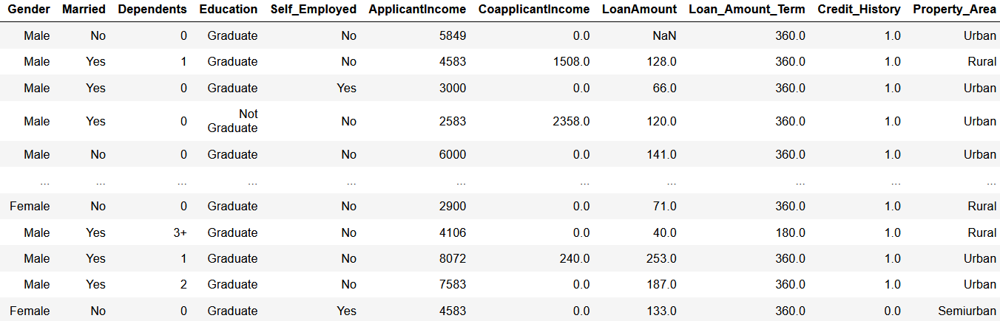 Gender Married Dependents Education Self_Employed ApplicantIncome CoapplicantIncome LoanAmount Loan_Amount_Term Credit_History Property_Area
Male No 0 Graduate No 5849 0.0 NaN 360.0 1.0 Urban
Male Yes 1 Graduate No 4583 1508.0 128.0 360.0 1.0 Rural
Male Yes 0 Graduate Yes 3000 0.0 66.0 360.0 1.0 Urban
Male Yes 0 Not Graduate No 2583 2358.0 120.0 360.0 1.0 Urban
Male No 0 Graduate No 6000 0.0 141.0 360.0 1.0 Urban
... ... ... ... ... ... ... ... ... ... ...
Female No 0 Graduate No 2900 0.0 71.0 360.0 1.0 Rural
Male Yes 3+ Graduate No 4106 0.0 40.0 180.0 1.0 Rural
Male Yes 1 Graduate No 8072 240.0 253.0 360.0 1.0 Urban
Male Yes 2 Graduate No 7583 0.0 187.0 360.0 1.0 Urban
Female No 0 Graduate Yes 4583 0.0 133.0 360.0 0.0 Semiurban